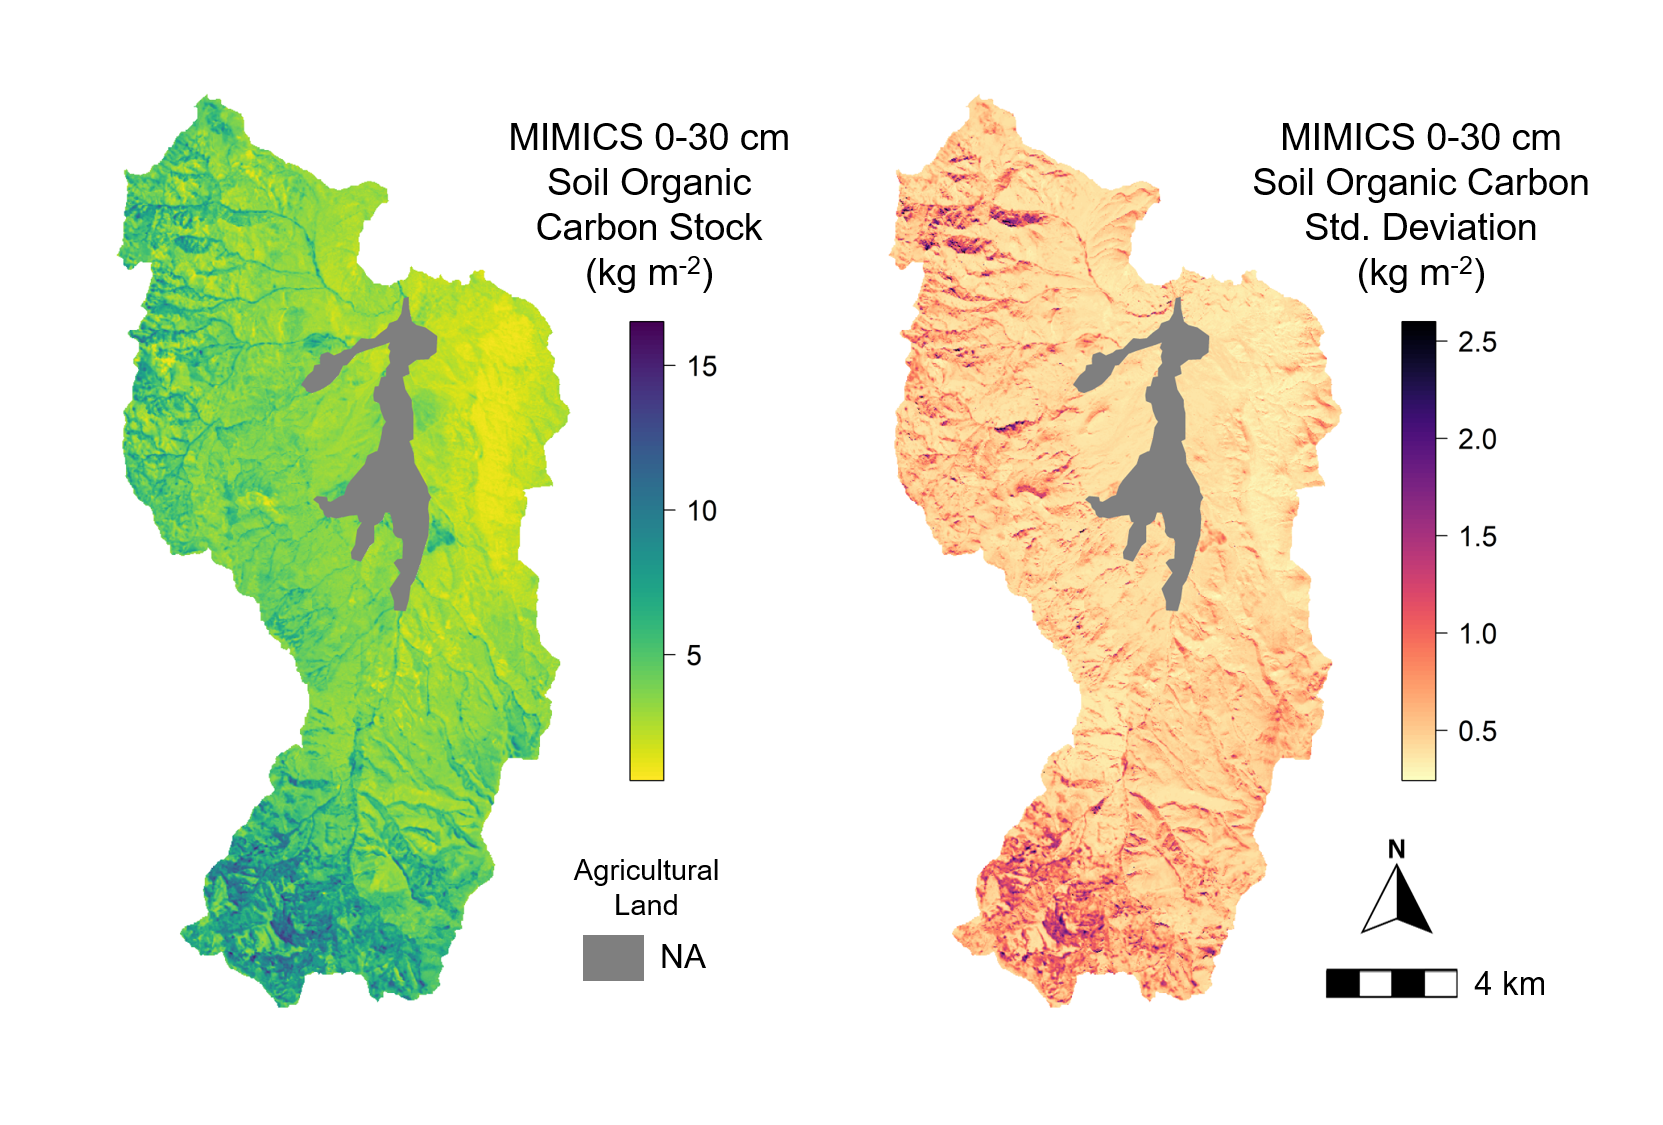 MIMICS 0-30 cm
Soil Organic
Carbon Stock
(kg m-2)
15
10
5
Agricultural
Land
NA
MIMICS 0-30 cm
Soil Organic Carbon
Std. Deviation
(kg m-2)
2.5
2.0
1.5
1.0
0.5
N
4 km